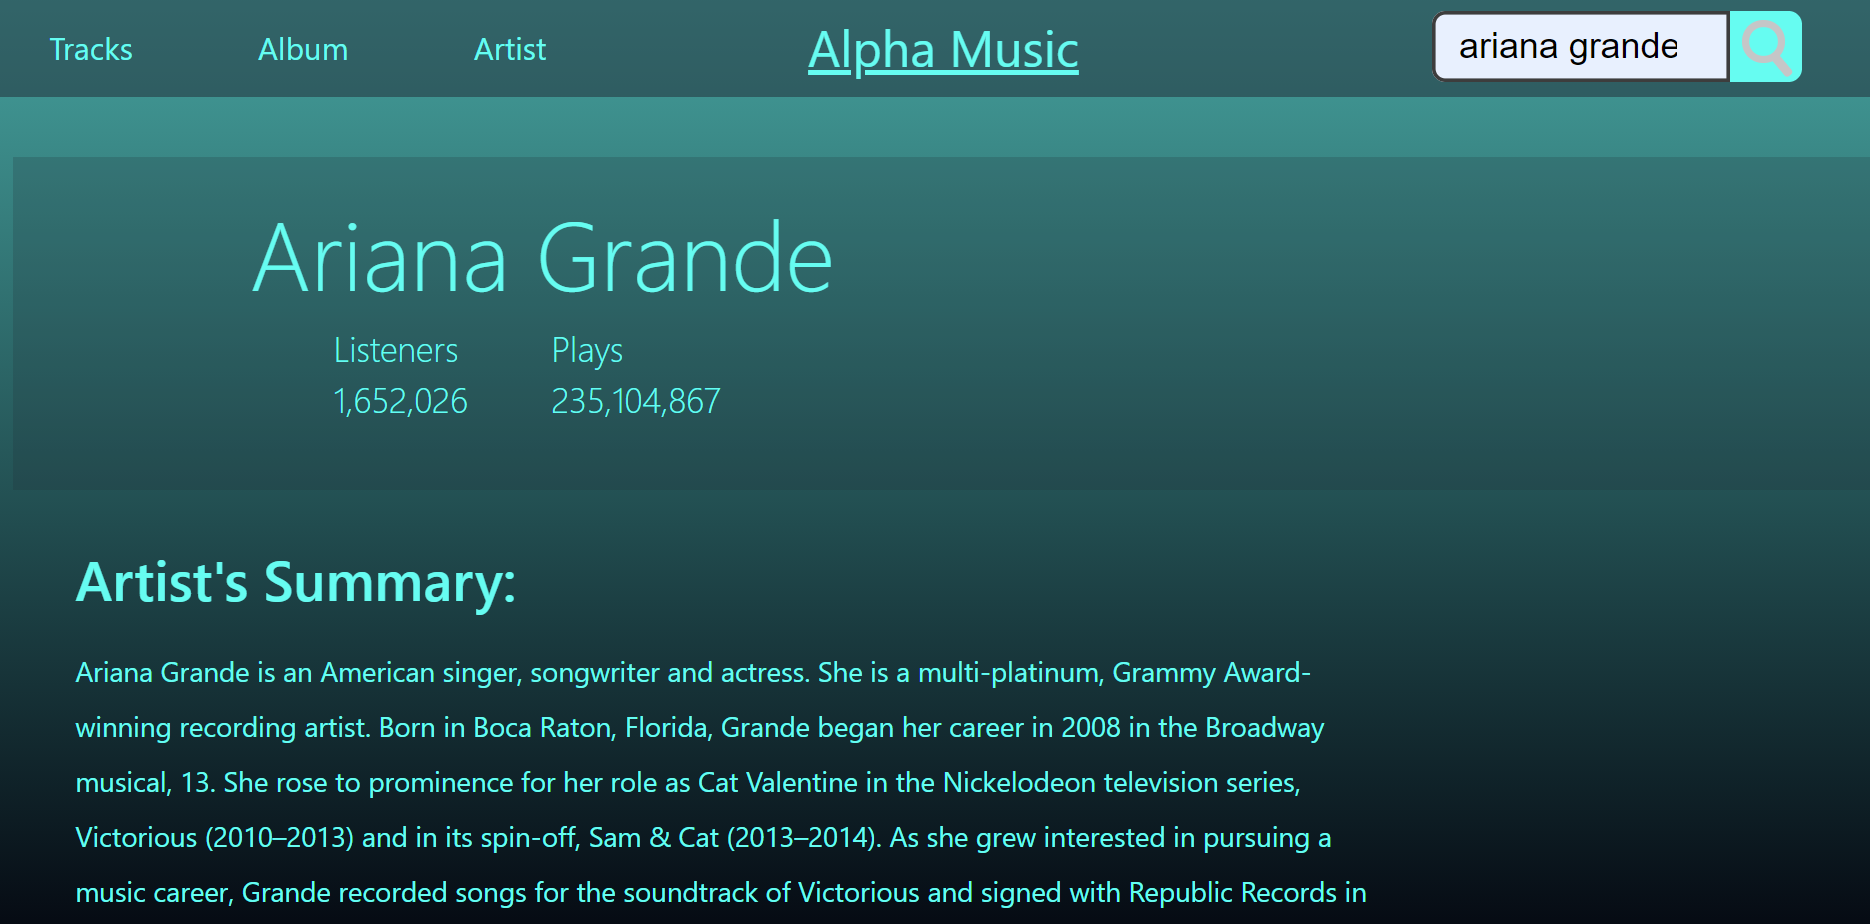 Tracks Album Artist Alpha Music ariana grande
Ariana Grande
Listeners Plays
1,652,026 235,104,867
Artist's Summary:
Ariana Grande is an American singer, songwriter and actress. She is a multi-platinum, Grammy Award-
winning recording artist. Born in Boca Raton, Florida, Grande began her career in 2008 in the Broadway
musical, 13. She rose to prominence for her role as Cat Valentine in the Nickelodeon television series,
Victorious (2010–2013) and in its spin-off, Sam & Cat (2013–2014). As she grew interested in pursuing a
music career, Grande recorded songs for the soundtrack of Victorious and signed with Republic Records in